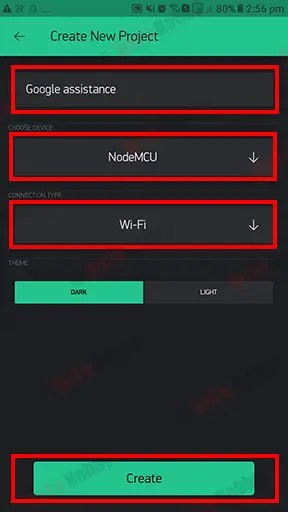 29° ... 80% 2:56 pm
Create New Project
Google assistance
CHOOSE DEVICE
NodeMCU
CONNECTION TYPE
Wi-Fi
THEME
DARK LIGHT
Create